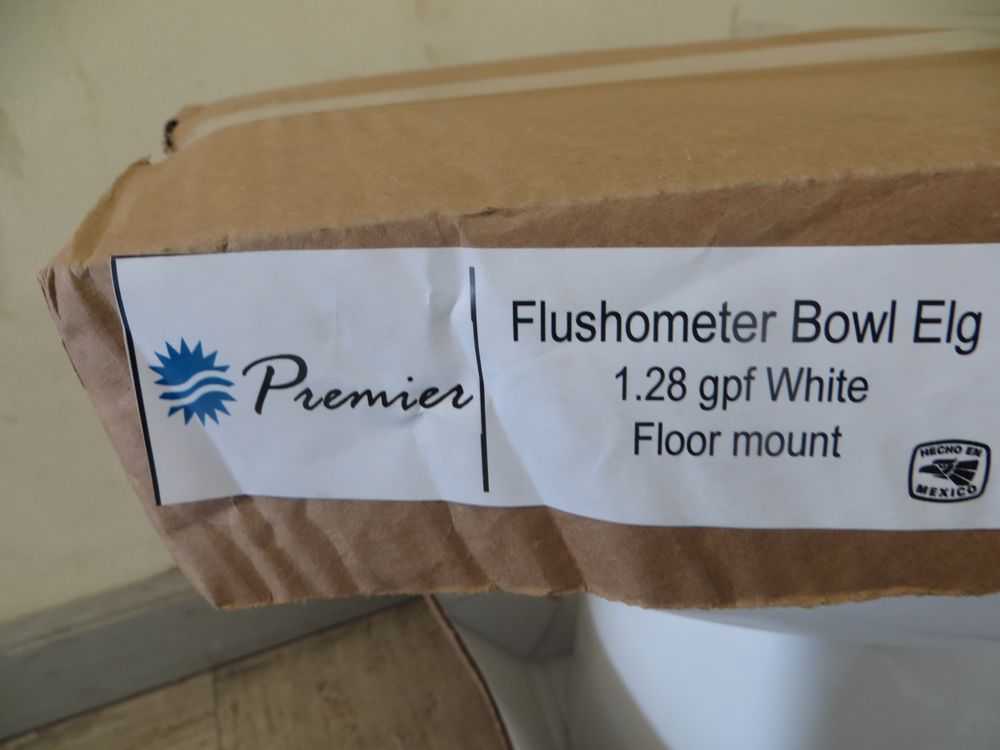 Premier
Flushometer Bowl Elg
1.28 gpf White
Floor mount
HECHO EN
MEXICO